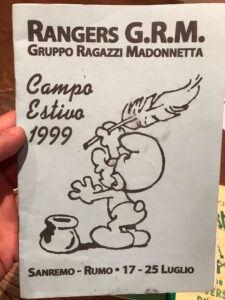 RANGERS G.R.M.
GRUPPO RAGAZZI MADONNETTA
Campo
Estivo
1999
SANREMO - RUMO • 17 - 25 LUGLIO